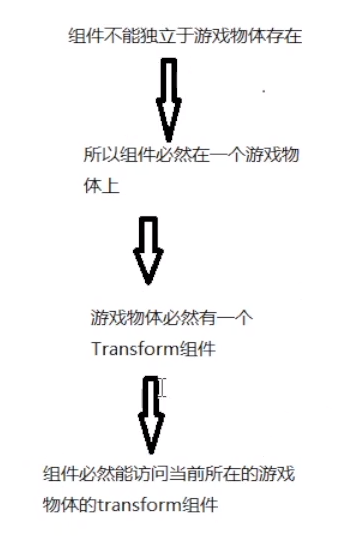 组件不能独立于游戏物体存在
所以组件必然在一个游戏物
体上
游戏物体必然有一个
Transform组件
组件必然能访问当前所在的游戏
物体的transform组件